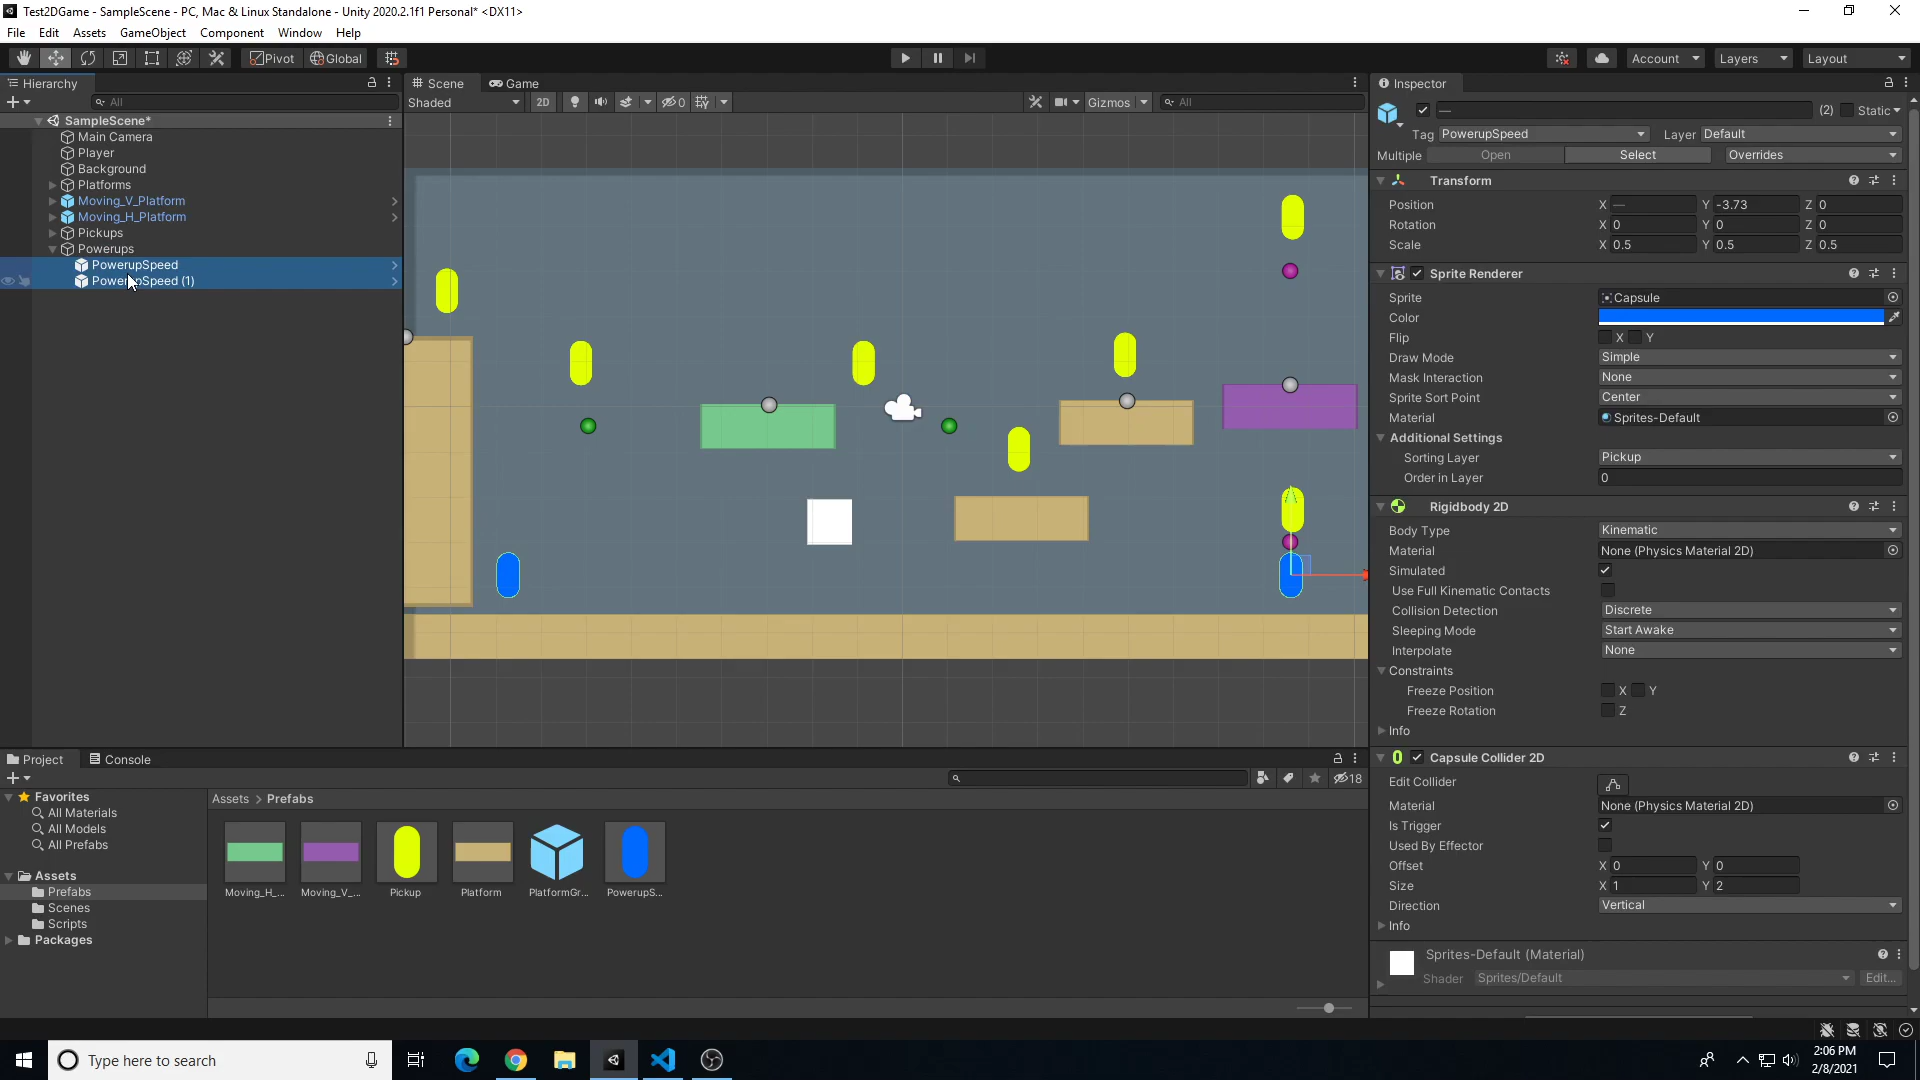 Test2DGame - SampleScene - PC, Mac & Linux Standalone - Unity 2020.2.1f1 Personal* <DX11>
File Edit Assets GameObject Component Window Help
Pivot Global Account Layers Layout
Hierarchy
All
SampleScene*
Main Camera
Player
Background
Platforms
Moving_V_Platform
Moving_H_Platform
Pickups
Powerups
PowerupSpeed
PowerupSpeed (1)
Scene Game
Shaded 2D 0 Gizmos All
Inspector
— (2) Static
Tag PowerupSpeed Layer Default
Multiple Open Select Overrides
Transform
Position X — Y -3.73 Z 0
Rotation X 0 Y 0 Z 0
Scale X 0.5 Y 0.5 Z 0.5
Sprite Renderer
Sprite Capsule
Color
Flip X Y
Draw Mode Simple
Mask Interaction None
Sprite Sort Point Center
Material Sprites-Default
Additional Settings
Sorting Layer Pickup
Order in Layer 0
Rigidbody 2D
Body Type Kinematic
Material None (Physics Material 2D)
Simulated
Use Full Kinematic Contacts
Collision Detection Discrete
Sleeping Mode Start Awake
Interpolate None
Constraints
Freeze Position X Y
Freeze Rotation Z
Info
Capsule Collider 2D
Edit Collider
Material None (Physics Material 2D)
Is Trigger
Used By Effector
Offset X 0 Y 0
Size X 1 Y 2
Direction Vertical
Info
Sprites-Default (Material)
Shader Sprites/Default Edit...
Project Console
18
Favorites
All Materials
All Models
All Prefabs
Assets
Prefabs
Scenes
Scripts
Packages
Assets > Prefabs
Moving_H_... Moving_V_... Pickup Platform PlatformGr... PowerupS...
Type here to search
2:06 PM
2/8/2021